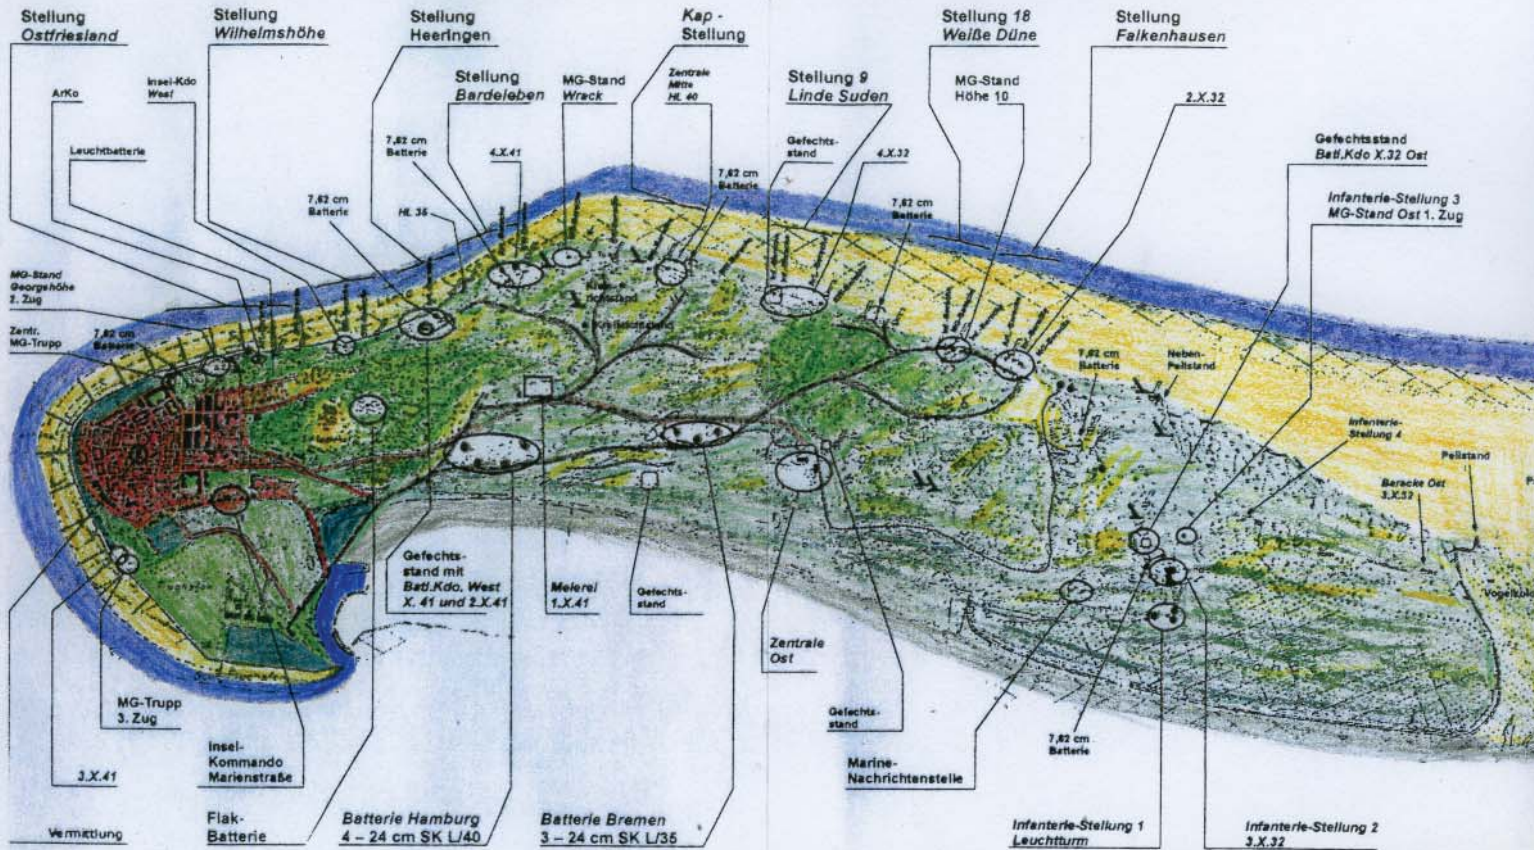 Stellung
Ostfriesland
Stellung
Wilhelmshöhe
Stellung
Heeringen
Kap -
Stellung
Stellung 18
Weiße Düne
Stellung
Falkenhausen
ArKo
Insel-Kdo
West
Leuchtbatterie
Stellung
Bardeleben
MG-Stand
Wrack
Zentrale
Mitte
HL 40
Stellung 9
Linde Suden
MG-Stand
Höhe 10
2.X.32
7,62 cm
Batterie
4.X.41
Gefechts-
stand
4.X.32
Gefechtsstand
Batl.Kdo X.32 Ost
7,62 cm
Batterie
HL 35
7,62 cm
Batterie
7,62 cm
Batterie
Infanterie-Stellung 3
MG-Stand Ost 1. Zug
MG-Stand
Georgshöhe
2. Zug
Zentr.
MG-Trupp
7,62 cm
Batterie
7,62 cm
Batterie
Neben-
Peilstand
Infanterie-
Stellung 4
Peilstand
Baracke Ost
3.X.32
Gefechts-
stand mit
Batl.Kdo. West
X. 41 und 2.X.41
Meierei
1.X.41
Gefechts-
stand
Zentrale
Ost
Gefechts-
stand
MG-Trupp
3. Zug
3.X.41
Vermittlung
Insel-
Kommando
Marienstraße
Flak-
Batterie
Batterie Hamburg
4 – 24 cm SK L/40
Batterie Bremen
3 – 24 cm SK L/35
Marine-
Nachrichtenstelle
7,62 cm
Batterie
Infanterie-Stellung 1
Leuchtturm
Infanterie-Stellung 2
3.X.32